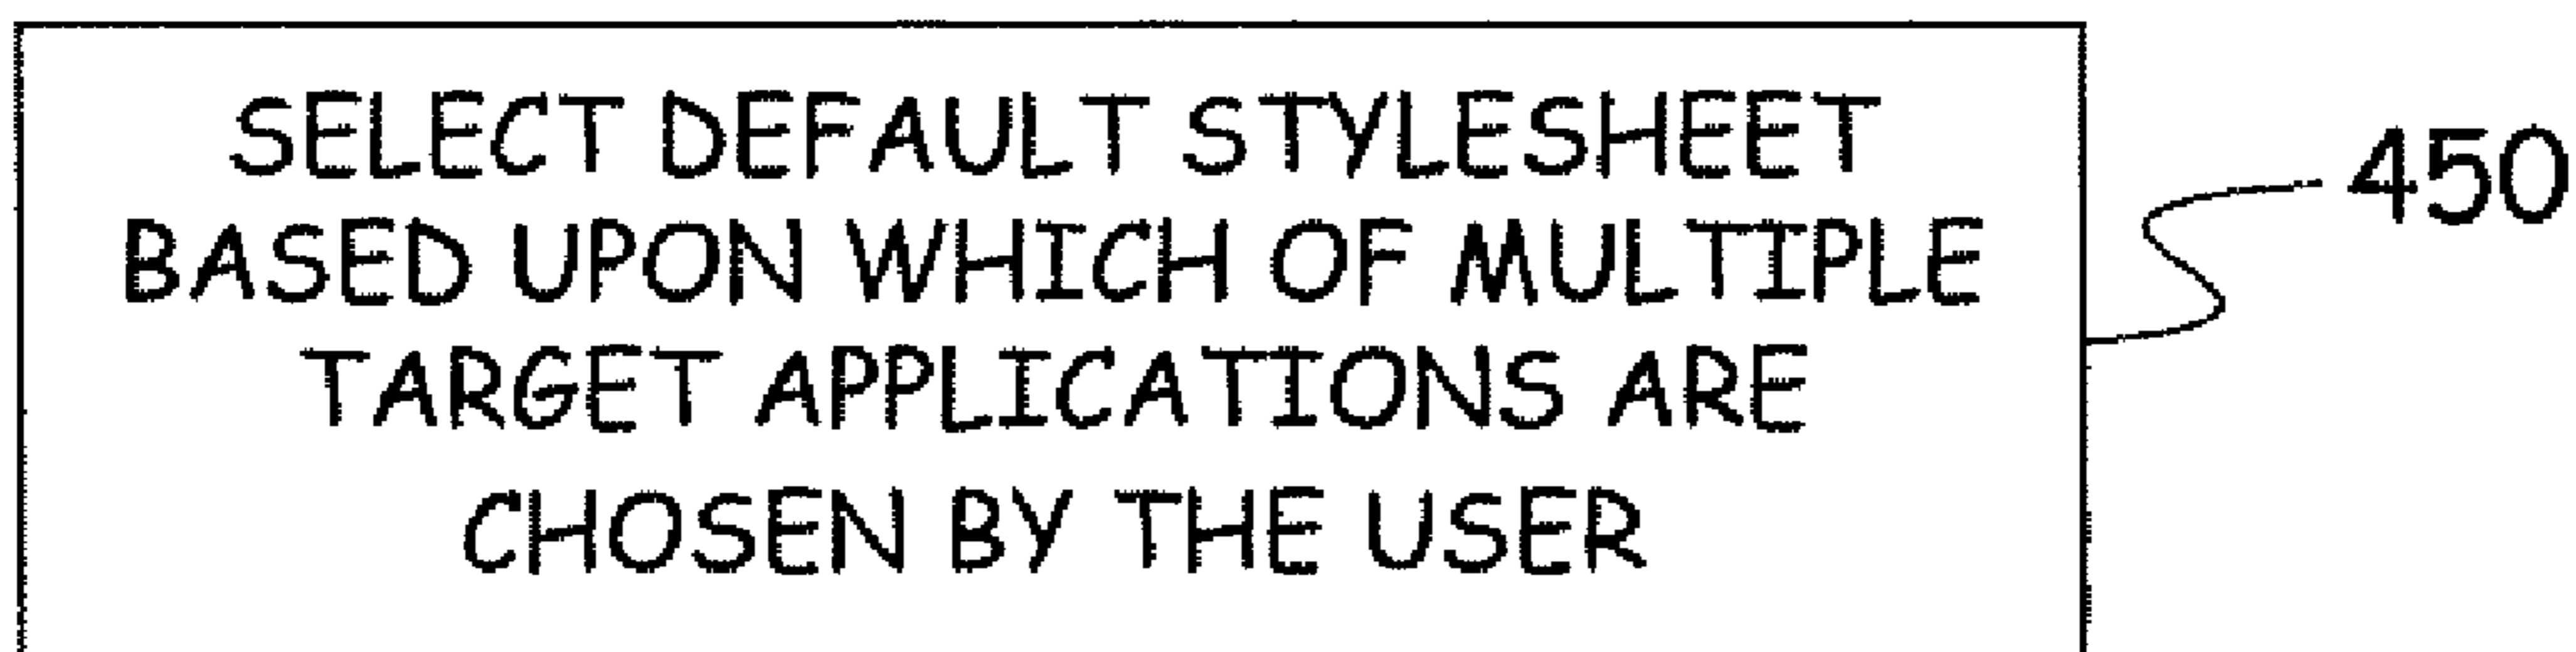 SELECT DEFAULT STYLESHEET
BASED UPON WHICH OF MULTIPLE
TARGET APPLICATIONS ARE
CHOSEN BY THE USER
450